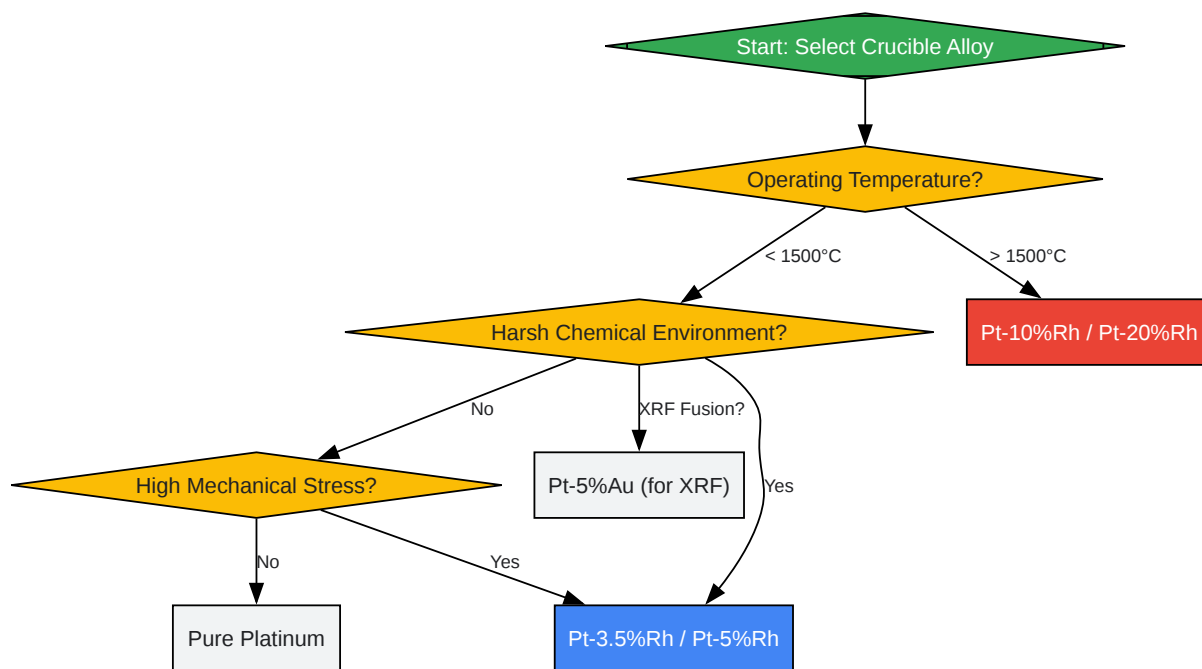 Start: Select Crucible Alloy
Operating Temperature?
< 1500°C
> 1500°C
Harsh Chemical Environment?
Pt-10%Rh / Pt-20%Rh
No
XRF Fusion?
Yes
High Mechanical Stress?
Pt-5%Au (for XRF)
No
Yes
Pure Platinum
Pt-3.5%Rh / Pt-5%Rh